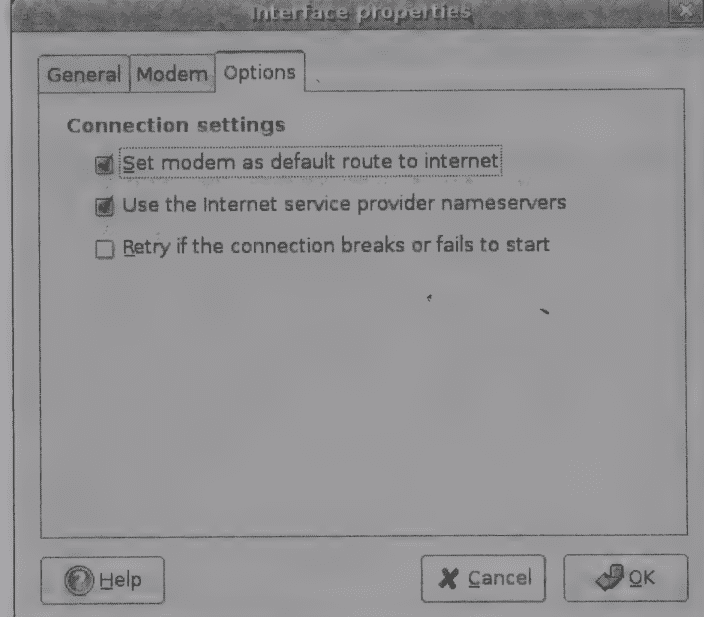 Interface properties
General Modem Options
Connection settings
Set modem as default route to internet
Use the Internet service provider nameservers
Retry if the connection breaks or fails to start
Help Cancel OK